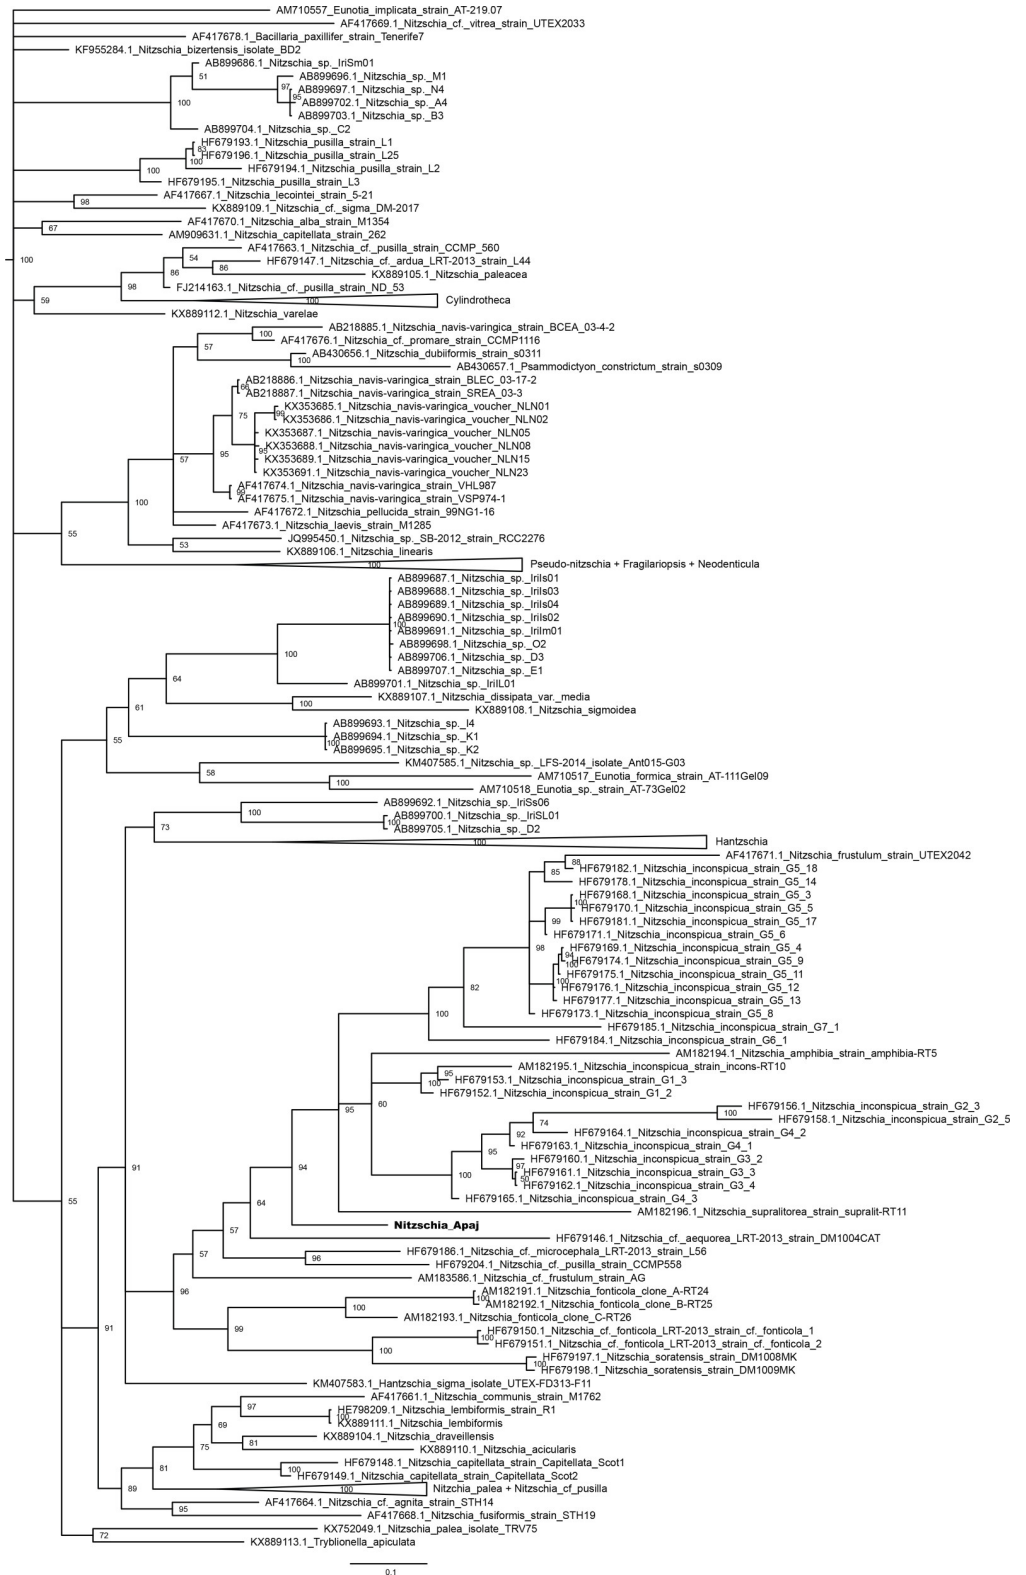 AM710557_Eunotia_implicata_strain_AT-219.07
AF417669.1_Nitzschia_cf._vitrea_strain_UTEX2033
AF417678.1_Bacillaria_paxillifer_strain_Tenerife7
KF955284.1_Nitzschia_bizertensis_isolate_BD2
AB899686.1_Nitzschia_sp._IriSm01
51
AB899696.1_Nitzschia_sp._M1
97
AB899697.1_Nitzschia_sp._N4
95
100
AB899702.1_Nitzschia_sp._A4
AB899703.1_Nitzschia_sp._B3
AB899704.1_Nitzschia_sp._C2
HF679193.1_Nitzschia_pusilla_strain_L1
83
HF679196.1_Nitzschia_pusilla_strain_L25
100
100
HF679194.1_Nitzschia_pusilla_strain_L2
HF679195.1_Nitzschia_pusilla_strain_L3
AF417667.1_Nitzschia_lecointei_strain_5-21
98
KX889109.1_Nitzschia_cf._sigma_DM-2017
AF417670.1_Nitzschia_alba_strain_M1354
67
AM909631.1_Nitzschia_capitellata_strain_262
AF417663.1_Nitzschia_cf._pusilla_strain_CCMP_560
54
100
HF679147.1_Nitzschia_cf._ardua_LRT-2013_strain_L44
86
86
KX889105.1_Nitzschia_paleacea
98
FJ214163.1_Nitzschia_cf._pusilla_strain_ND_53
59
100
Cylindrotheca
KX889112.1_Nitzschia_varelae
AB218885.1_Nitzschia_navis-varingica_strain_BCEA_03-4-2
100
AF417676.1_Nitzschia_cf._promare_strain_CCMP1116
57
AB430656.1_Nitzschia_dubiiformis_strain_s0311
100
AB430657.1_Psammodictyon_constrictum_strain_s0309
AB218886.1_Nitzschia_navis-varingica_strain_BLEC_03-17-2
66
AB218887.1_Nitzschia_navis-varingica_strain_SREA_03-3
KX353685.1_Nitzschia_navis-varingica_voucher_NLN01
99
75
KX353686.1_Nitzschia_navis-varingica_voucher_NLN02
KX353687.1_Nitzschia_navis-varingica_voucher_NLN05
KX353688.1_Nitzschia_navis-varingica_voucher_NLN08
95
95
57
KX353689.1_Nitzschia_navis-varingica_voucher_NLN15
KX353691.1_Nitzschia_navis-varingica_voucher_NLN23
AF417674.1_Nitzschia_navis-varingica_strain_VHL987
99
AF417675.1_Nitzschia_navis-varingica_strain_VSP974-1
100
AF417672.1_Nitzschia_pellucida_strain_99NG1-16
AF417673.1_Nitzschia_laevis_strain_M1285
55
JQ995450.1_Nitzschia_sp._SB-2012_strain_RCC2276
53
KX889106.1_Nitzschia_linearis
100
Pseudo-nitzschia + Fragilariopsis + Neodenticula
AB899687.1_Nitzschia_sp._IriIs01
AB899688.1_Nitzschia_sp._IriIs03
AB899689.1_Nitzschia_sp._IriIs04
AB899690.1_Nitzschia_sp._IriIs02
100
AB899691.1_Nitzschia_sp._IriIm01
AB899698.1_Nitzschia_sp._O2
100
AB899706.1_Nitzschia_sp._D3
AB899707.1_Nitzschia_sp._E1
64
AB899701.1_Nitzschia_sp._IriIL01
KX889107.1_Nitzschia_dissipata_var._media
100
61
KX889108.1_Nitzschia_sigmoidea
AB899693.1_Nitzschia_sp._I4
AB899694.1_Nitzschia_sp._K1
100
55
AB899695.1_Nitzschia_sp._K2
KM407585.1_Nitzschia_sp._LFS-2014_isolate_Ant015-G03
58
AM710517_Eunotia_formica_strain_AT-111Gel09
100
AM710518_Eunotia_sp._strain_AT-73Gel02
AB899692.1_Nitzschia_sp._IriSs06
100
AB899700.1_Nitzschia_sp._IriSL01
100
73
AB899705.1_Nitzschia_sp._D2
100
Hantzschia
AF417671.1_Nitzschia_frustulum_strain_UTEX2042
88
HF679182.1_Nitzschia_inconspicua_strain_G5_18
85
HF679178.1_Nitzschia_inconspicua_strain_G5_14
HF679168.1_Nitzschia_inconspicua_strain_G5_3
100
HF679170.1_Nitzschia_inconspicua_strain_G5_5
99
HF679181.1_Nitzschia_inconspicua_strain_G5_17
HF679171.1_Nitzschia_inconspicua_strain_G5_6
98
HF679169.1_Nitzschia_inconspicua_strain_G5_4
94
HF679174.1_Nitzschia_inconspicua_strain_G5_9
100
HF679175.1_Nitzschia_inconspicua_strain_G5_11
100
82
HF679176.1_Nitzschia_inconspicua_strain_G5_12
HF679177.1_Nitzschia_inconspicua_strain_G5_13
100
HF679173.1_Nitzschia_inconspicua_strain_G5_8
HF679185.1_Nitzschia_inconspicua_strain_G7_1
HF679184.1_Nitzschia_inconspicua_strain_G6_1
AM182194.1_Nitzschia_amphibia_strain_amphibia-RT5
AM182195.1_Nitzschia_inconspicua_strain_incons-RT10
95
100
HF679153.1_Nitzschia_inconspicua_strain_G1_3
HF679152.1_Nitzschia_inconspicua_strain_G1_2
95
60
HF679156.1_Nitzschia_inconspicua_strain_G2_3
100
HF679158.1_Nitzschia_inconspicua_strain_G2_5
74
92
HF679164.1_Nitzschia_inconspicua_strain_G4_2
HF679163.1_Nitzschia_inconspicua_strain_G4_1
95
HF679160.1_Nitzschia_inconspicua_strain_G3_2
97
91
94
HF679161.1_Nitzschia_inconspicua_strain_G3_3
100
50
HF679162.1_Nitzschia_inconspicua_strain_G3_4
HF679165.1_Nitzschia_inconspicua_strain_G4_3
55
64
AM182196.1_Nitzschia_supralitorea_strain_supralit-RT11
Nitzschia_Apaj
57
HF679146.1_Nitzschia_cf._aequorea_LRT-2013_strain_DM1004CAT
HF679186.1_Nitzschia_cf._microcephala_LRT-2013_strain_L56
57
96
HF679204.1_Nitzschia_cf._pusilla_strain_CCMP558
AM183586.1_Nitzschia_cf._frustulum_strain_AG
96
AM182191.1_Nitzschia_fonticola_clone_A-RT24
100
AM182192.1_Nitzschia_fonticola_clone_B-RT25
100
AM182193.1_Nitzschia_fonticola_clone_C-RT26
99
HF679150.1_Nitzschia_cf._fonticola_LRT-2013_strain_cf._fonticola_1
100
91
HF679151.1_Nitzschia_cf._fonticola_LRT-2013_strain_cf._fonticola_2
100
HF679197.1_Nitzschia_soratensis_strain_DM1008MK
100
HF679198.1_Nitzschia_soratensis_strain_DM1009MK
KM407583.1_Hantzschia_sigma_isolate_UTEX-FD313-F11
AF417661.1_Nitzschia_communis_strain_M1762
97
HE798209.1_Nitzschia_lembiformis_strain_R1
100
69
KX889111.1_Nitzschia_lembiformis
KX889104.1_Nitzschia_draveillensis
75
81
KX889110.1_Nitzschia_acicularis
81
HF679148.1_Nitzschia_capitellata_strain_Capitellata_Scot1
100
HF679149.1_Nitzschia_capitellata_strain_Capitellata_Scot2
89
100
Nitzchia_palea + Nitzschia_cf_pusilla
AF417664.1_Nitzschia_cf._agnita_strain_STH14
95
AF417668.1_Nitzschia_fusiformis_strain_STH19
KX752049.1_Nitzschia_palea_isolate_TRV75
72
KX889113.1_Tryblionella_apiculata
0.1